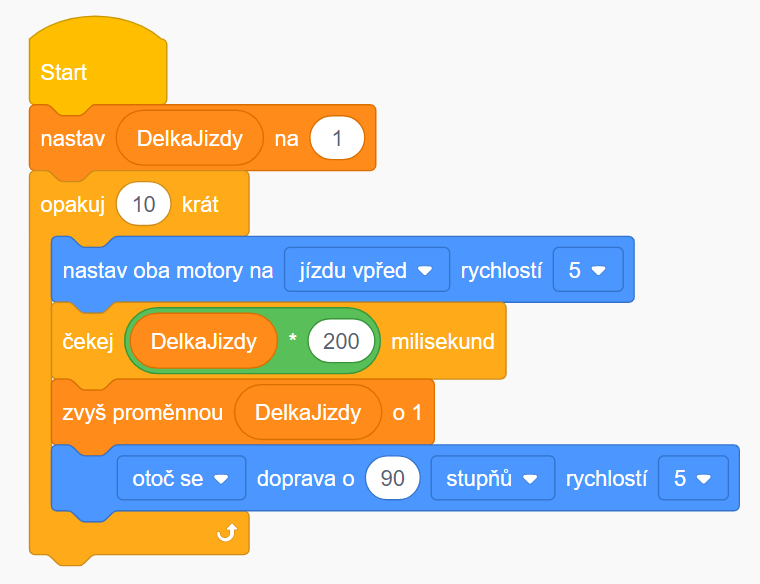 Start
nastav DelkaJizdy na 1
opakuj 10 krát
nastav oba motory na jízdu vpřed rychlostí 5
čekej DelkaJizdy * 200 milisekund
zvyš proměnnou DelkaJizdy o 1
otoč se doprava o 90 stupňů rychlostí 5